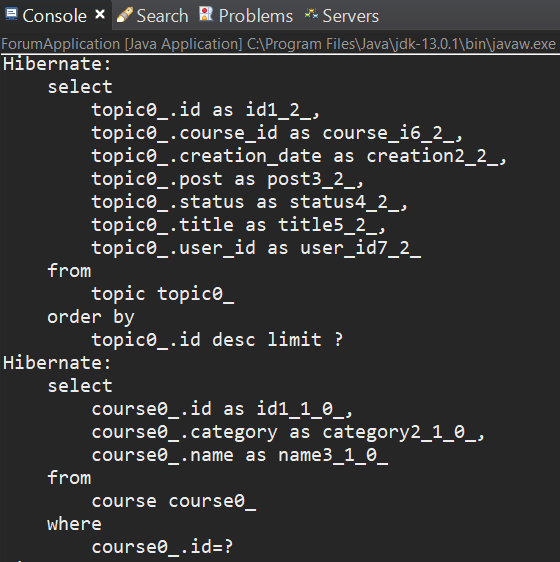 Console Search Problems Servers
ForumApplication [Java Application] C:\Program Files\Java\jdk-13.0.1\bin\javaw.exe
Hibernate:
    select
        topic0_.id as id1_2_,
        topic0_.course_id as course_i6_2_,
        topic0_.creation_date as creation2_2_,
        topic0_.post as post3_2_,
        topic0_.status as status4_2_,
        topic0_.title as title5_2_,
        topic0_.user_id as user_id7_2_
    from
        topic topic0_
    order by
        topic0_.id desc limit ?
Hibernate:
    select
        course0_.id as id1_1_0_,
        course0_.category as category2_1_0_,
        course0_.name as name3_1_0_
    from
        course course0_
    where
        course0_.id=?